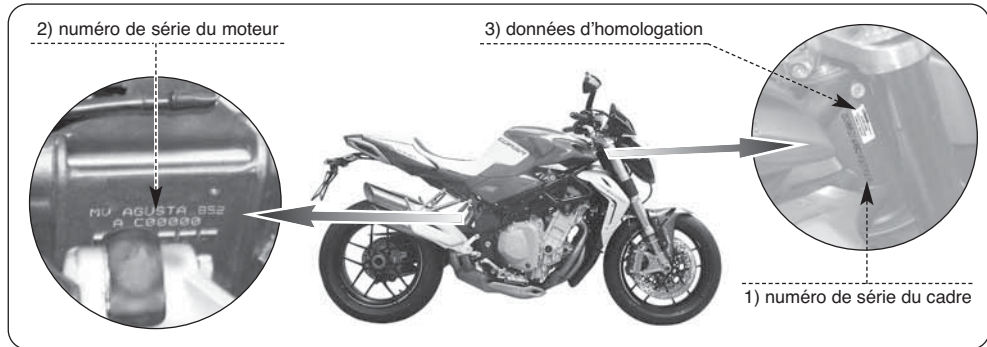 2) numéro de série du moteur
3) données d'homologation
MV AGUSTA B52
A C00000
1) numéro de série du cadre